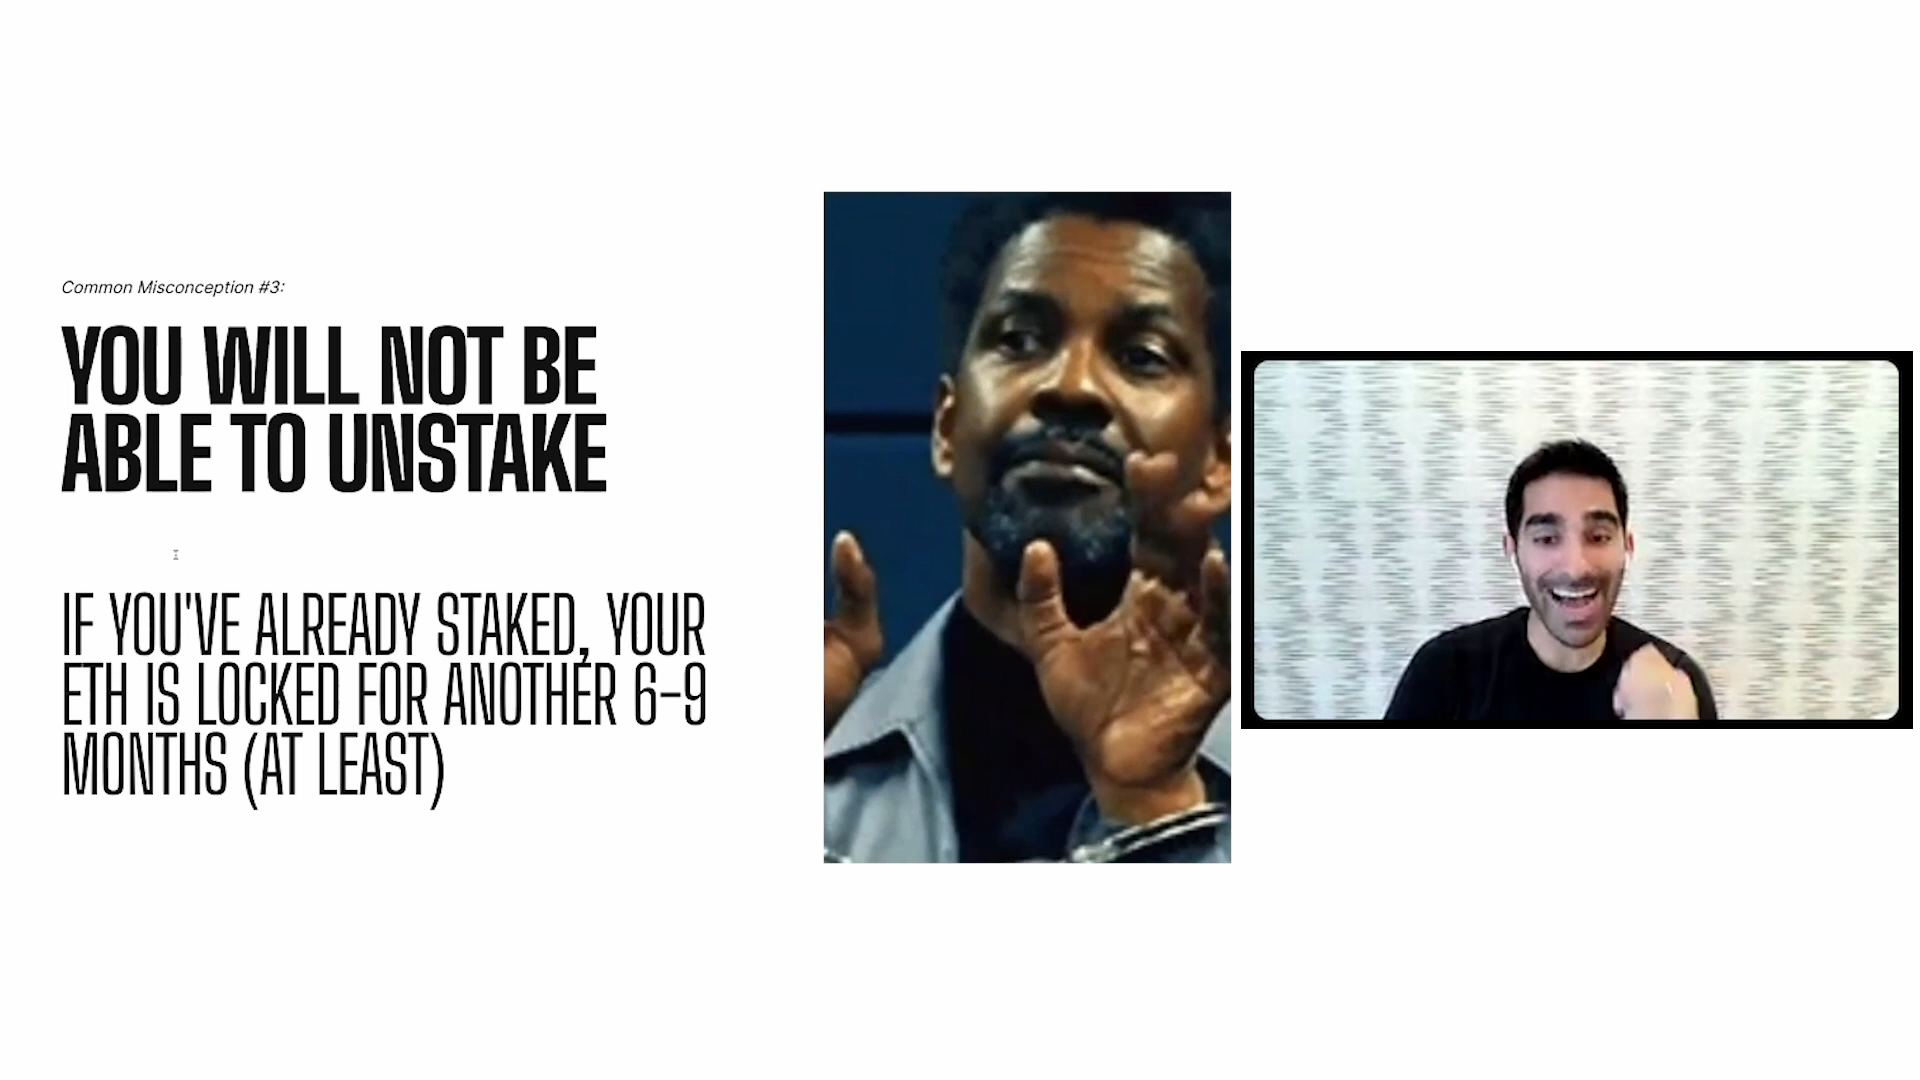 Common Misconception #3:
YOU WILL NOT BE
ABLE TO UNSTAKE
IF YOU'VE ALREADY STAKED, YOUR
ETH IS LOCKED FOR ANOTHER 6-9
MONTHS (AT LEAST)